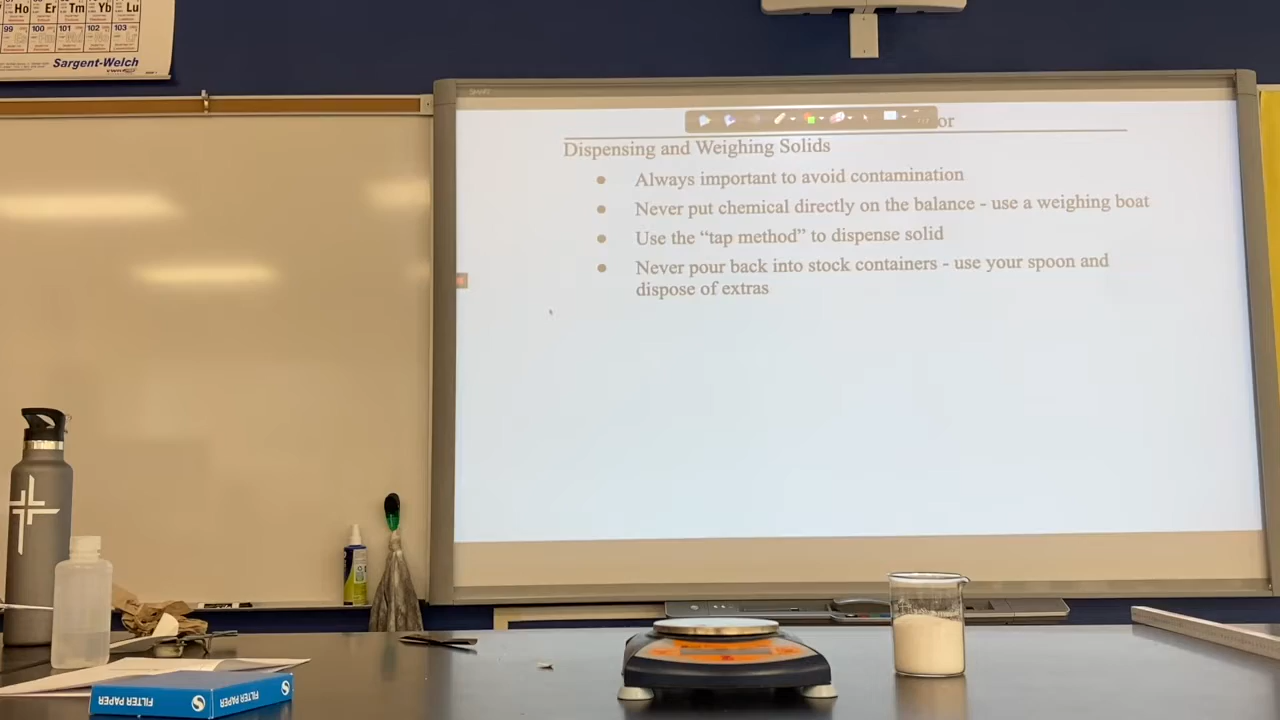 Ho Er Tm Yb Lu
99 100 101 102 103
Sargent-Welch
SMART
or
Dispensing and Weighing Solids
● Always important to avoid contamination
● Never put chemical directly on the balance - use a weighing boat
● Use the “tap method” to dispense solid
● Never pour back into stock containers - use your spoon and
dispose of extras
FILTER PAPER FILTER PAPER